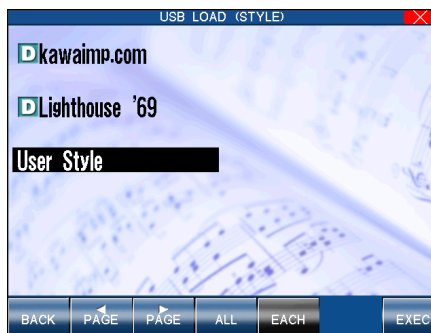 USB LOAD (STYLE)
D kawaimp.com
D Lighthouse '69
User Style
BACK PAGE PAGE ALL EACH EXEC